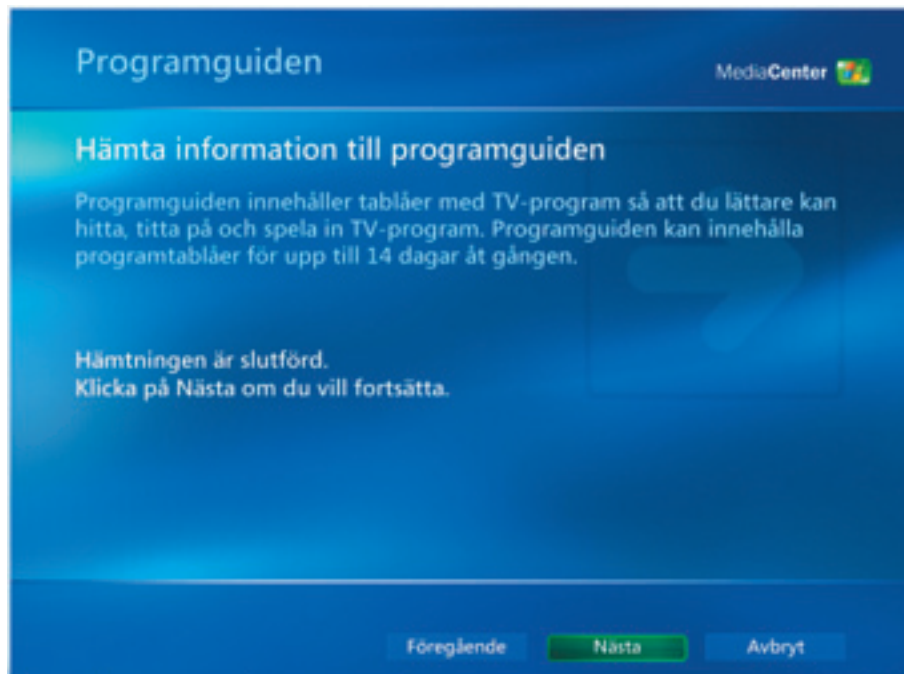 Programguiden
MediaCenter
Hämta information till programguiden
Programguiden innehåller tablåer med TV-program så att du lättare kan
hitta, titta på och spela in TV-program. Programguiden kan innehålla
programtablåer för upp till 14 dagar åt gången.
Hämtningen är slutförd.
Klicka på Nästa om du vill fortsätta.
Föregående
Nästa
Avbryt